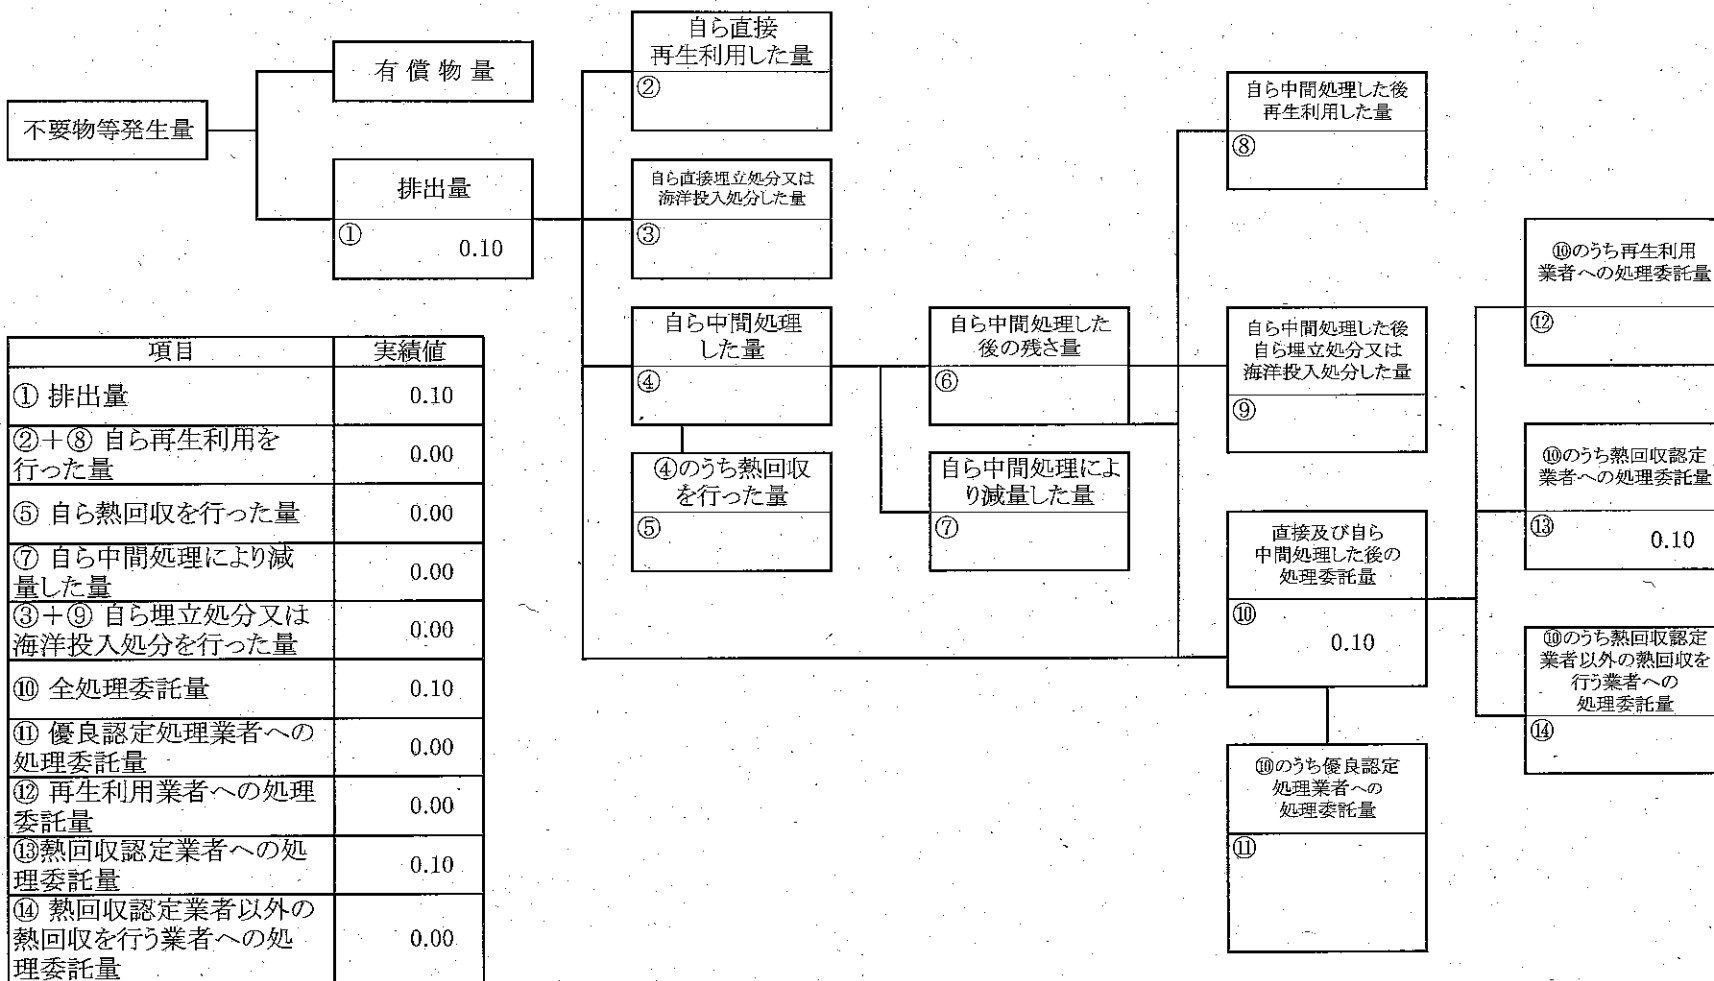 不要物等発生量
有償物量
排出量
①
0.10
自ら直接
再生利用した量
②
自ら直接埋立処分又は
海洋投入処分した量
③
自ら中間処理
した量
④
④のうち熱回収
を行った量
⑤
自ら中間処理した
後の残さ量
⑥
自ら中間処理によ
り減量した量
⑦
自ら中間処理した後
再生利用した量
⑧
自ら中間処理した後
自ら埋立処分又は
海洋投入処分した量
⑨
直接及び自ら
中間処理した後の
処理委託量
⑩
0.10
⑩のうち優良認定
処理業者への
処理委託量
⑪
⑩のうち再生利用
業者への処理委託量
⑫
⑩のうち熱回収認定
業者への処理委託量
⑬
0.10
⑩のうち熱回収認定
業者以外の熱回収を
行う業者への
処理委託量
⑭
項目 実績値
① 排出量 0.10
②+⑧ 自ら再生利用を
行った量 0.00
⑤ 自ら熱回収を行った量 0.00
⑦ 自ら中間処理により減
量した量 0.00
③+⑨ 自ら埋立処分又は
海洋投入処分を行った量 0.00
⑩ 全処理委託量 0.10
⑪ 優良認定処理業者への
処理委託量 0.00
⑫ 再生利用業者への処理
委託量 0.00
⑬熱回収認定業者への処
理委託量 0.10
⑭ 熱回収認定業者以外の
熱回収を行う業者への処
理委託量 0.00